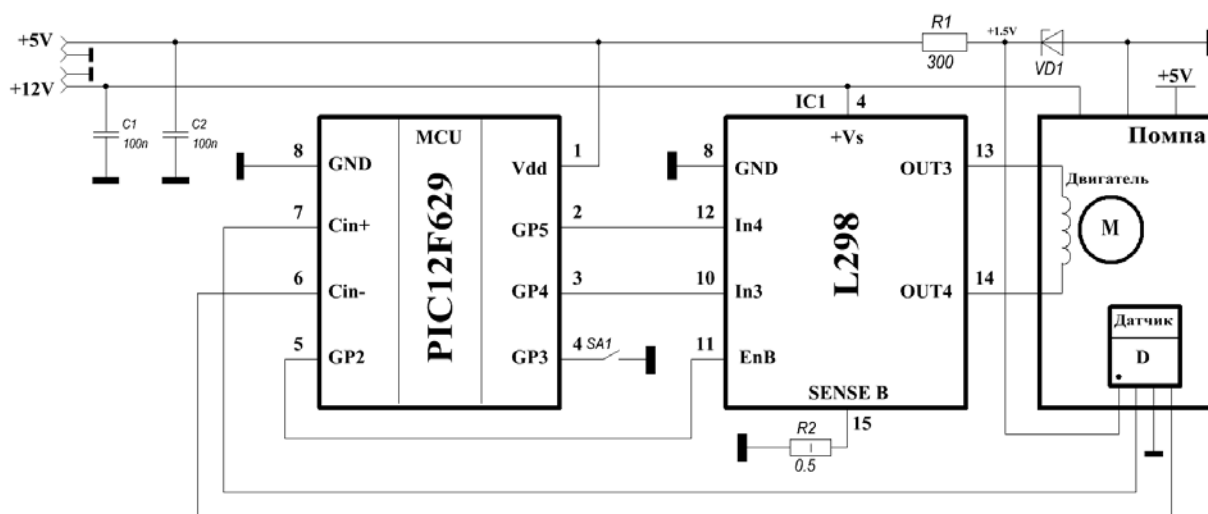 +5V
+12V
C1
100n
C2
100n
R1
300
+1.5V
VD1
+5V
MCU
PIC12F629
8
GND
7
Cin+
6
Cin-
5
GP2
Vdd
1
GP5
2
GP4
3
GP3
4
SA1
IC1
4
+Vs
L298
8
GND
12
In4
10
In3
11
EnB
OUT3
13
OUT4
14
SENSE B
15
R2
0.5
Помпа
Двигатель
M
Датчик
D